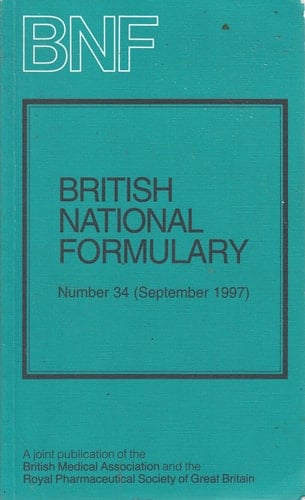 BNF
BRITISH
NATIONAL
FORMULARY
Number 34 (September 1997)
A joint publication of the
British Medical Association and the
Royal Pharmaceutical Society of Great Britain